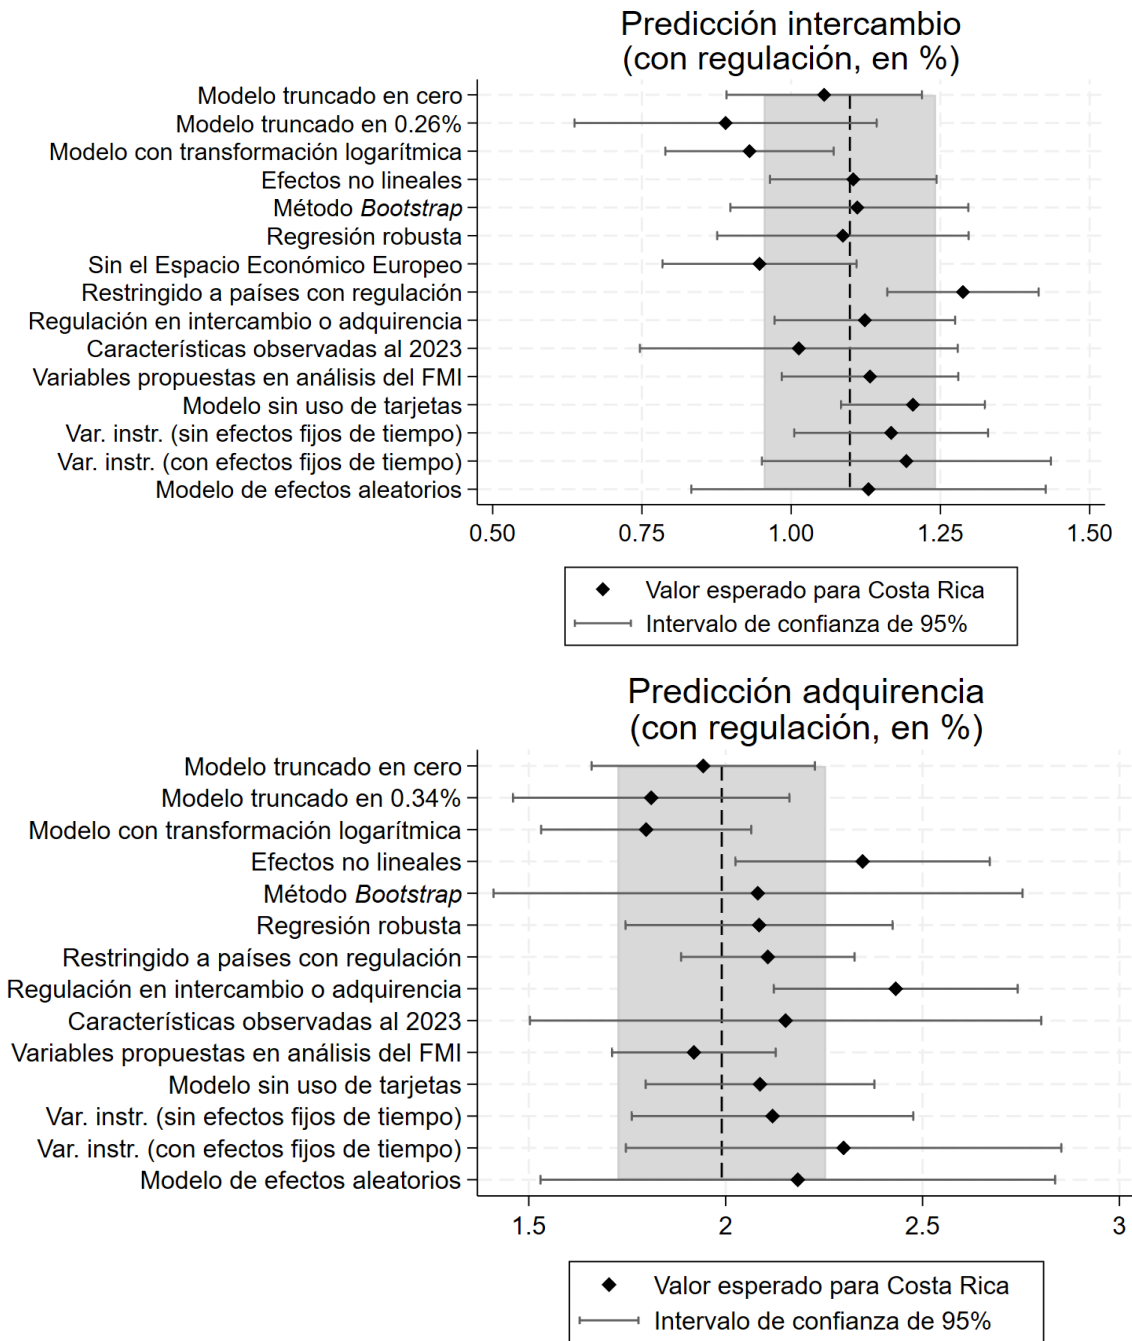 Predicción intercambio
(con regulación, en %)
Modelo truncado en cero
Modelo truncado en 0.26%
Modelo con transformación logarítmica
Efectos no lineales
Método Bootstrap
Regresión robusta
Sin el Espacio Económico Europeo
Restringido a países con regulación
Regulación en intercambio o adquirencia
Características observadas al 2023
Variables propuestas en análisis del FMI
Modelo sin uso de tarjetas
Var. instr. (sin efectos fijos de tiempo)
Var. instr. (con efectos fijos de tiempo)
Modelo de efectos aleatorios
0.50 0.75 1.00 1.25 1.50
Valor esperado para Costa Rica
Intervalo de confianza de 95%
Predicción adquirencia
(con regulación, en %)
Modelo truncado en cero
Modelo truncado en 0.34%
Modelo con transformación logarítmica
Efectos no lineales
Método Bootstrap
Regresión robusta
Restringido a países con regulación
Regulación en intercambio o adquirencia
Características observadas al 2023
Variables propuestas en análisis del FMI
Modelo sin uso de tarjetas
Var. instr. (sin efectos fijos de tiempo)
Var. instr. (con efectos fijos de tiempo)
Modelo de efectos aleatorios
1.5 2 2.5 3
Valor esperado para Costa Rica
Intervalo de confianza de 95%